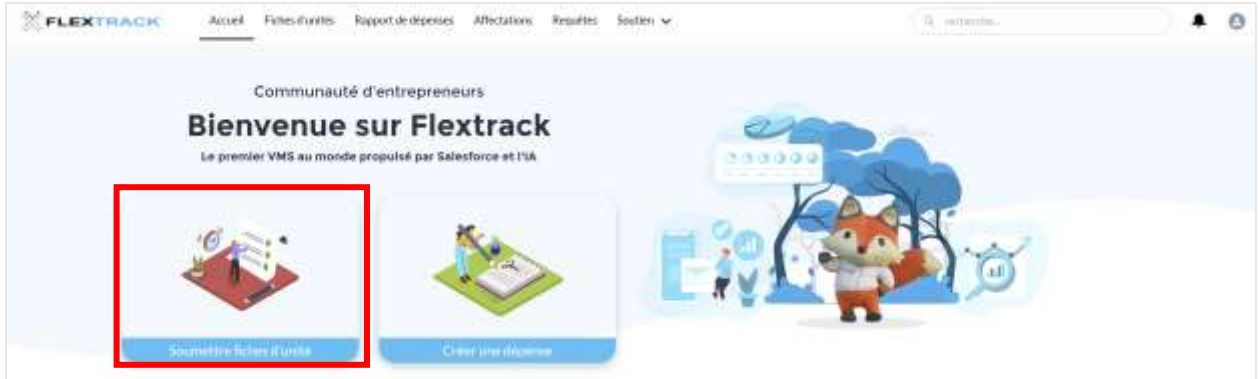 FLEXTRACK
Accueil Fiches d'unités Rapport de dépenses Affectations Requêtes Soutien
recherche...
Communauté d'entrepreneurs
Bienvenue sur Flextrack
Le premier VMS au monde propulsé par Salesforce et l'IA
Soumettre fiches d'unité
Créer une dépense